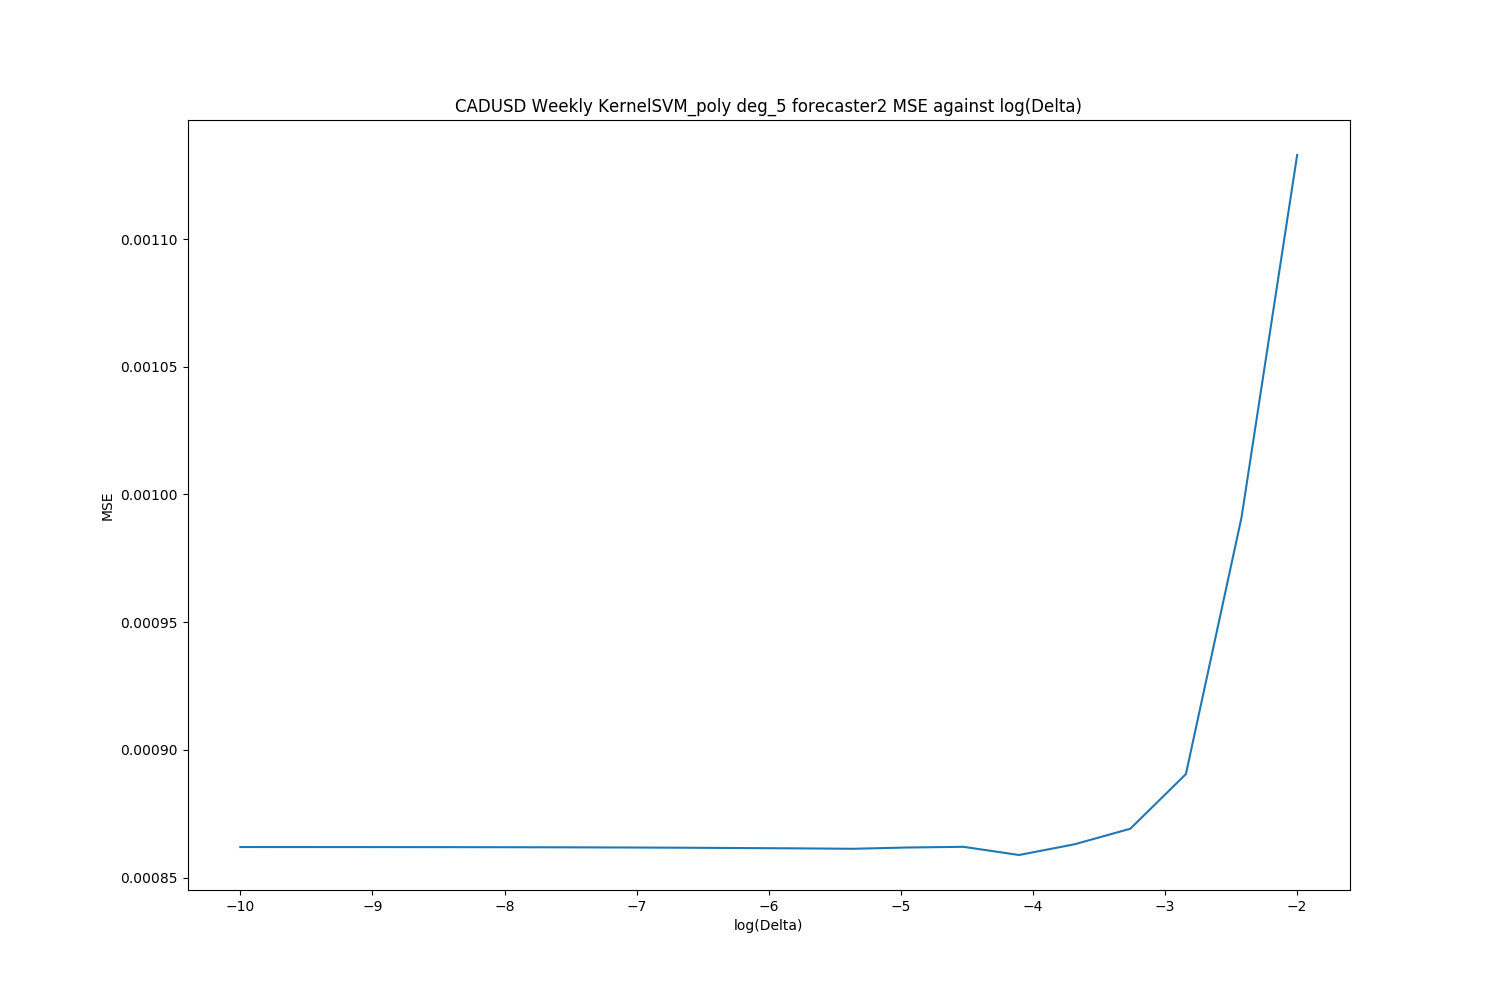 CADUSD Weekly KernelSVM_poly deg_5 forecaster2 MSE against log(Delta)
0.00110
0.00105
0.00100
0.00095
0.00090
0.00085
MSE
−10 −9 −8 −7 −6 −5 −4 −3 −2
log(Delta)